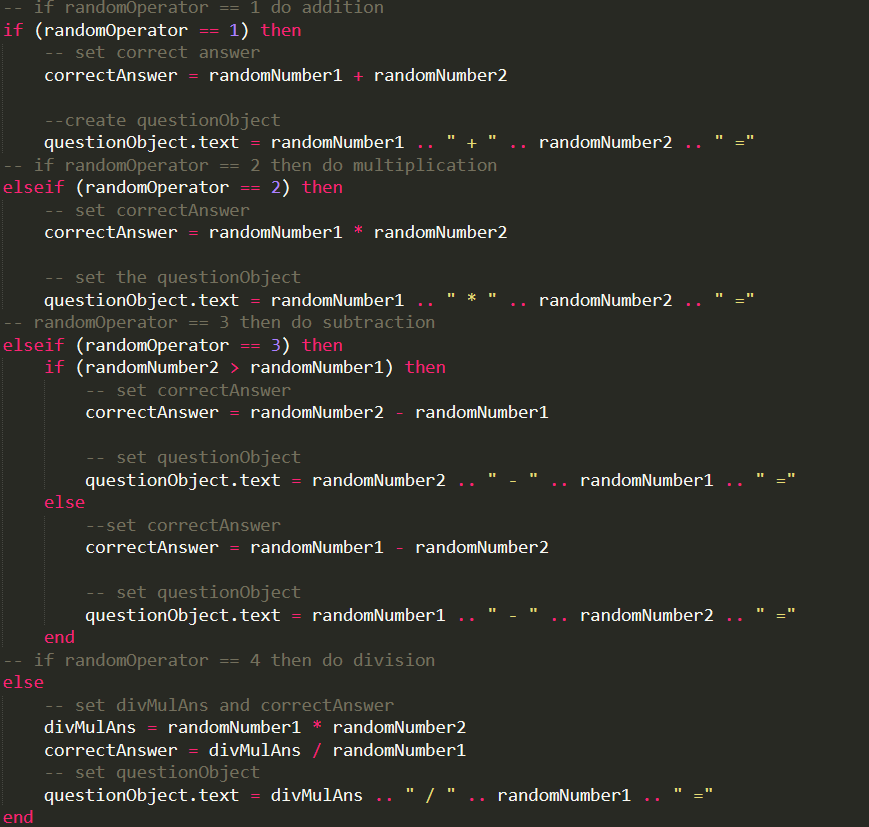 -- if randomOperator == 1 do addition
if (randomOperator == 1) then
    -- set correct answer
    correctAnswer = randomNumber1 + randomNumber2

    --create questionObject
    questionObject.text = randomNumber1 .. " + " .. randomNumber2 .. " ="
-- if randomOperator == 2 then do multiplication
elseif (randomOperator == 2) then
    -- set correctAnswer
    correctAnswer = randomNumber1 * randomNumber2

    -- set the questionObject
    questionObject.text = randomNumber1 .. " * " .. randomNumber2 .. " ="
-- randomOperator == 3 then do subtraction
elseif (randomOperator == 3) then
    if (randomNumber2 > randomNumber1) then
        -- set correctAnswer
        correctAnswer = randomNumber2 - randomNumber1

        -- set questionObject
        questionObject.text = randomNumber2 .. " - " .. randomNumber1 .. " ="
    else
        --set correctAnswer
        correctAnswer = randomNumber1 - randomNumber2

        -- set questionObject
        questionObject.text = randomNumber1 .. " - " .. randomNumber2 .. " ="
    end
-- if randomOperator == 4 then do division
else
    -- set divMulAns and correctAnswer
    divMulAns = randomNumber1 * randomNumber2
    correctAnswer = divMulAns / randomNumber1
    -- set questionObject
    questionObject.text = divMulAns .. " / " .. randomNumber1 .. " ="
end